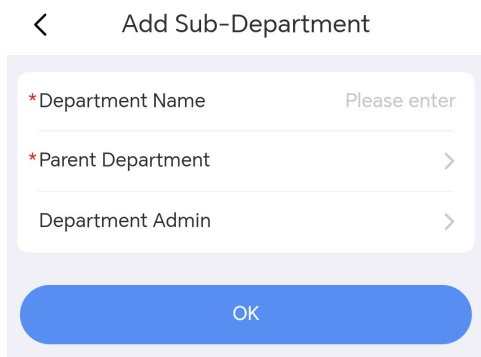 Add Sub-Department
*Department Name Please enter
*Parent Department
Department Admin
OK